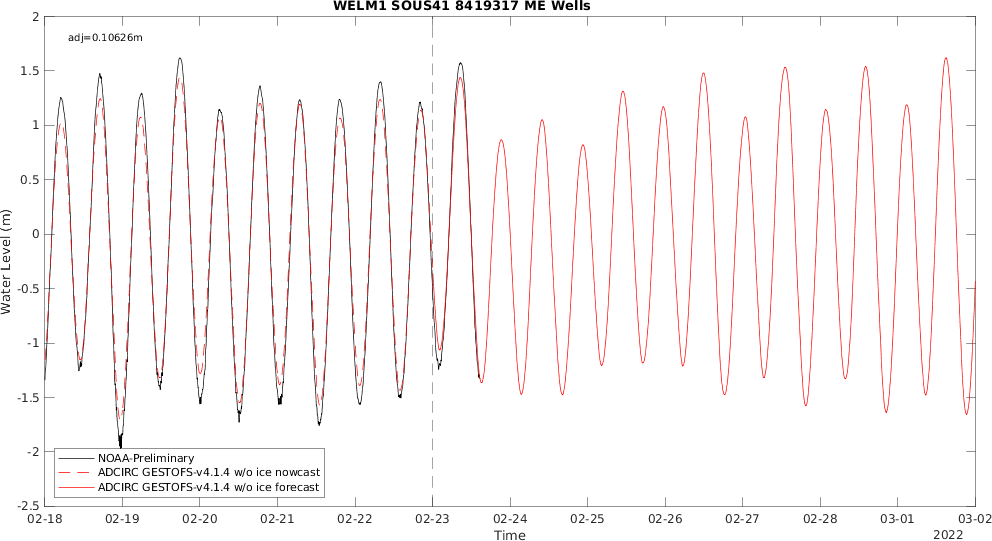 WELM1 SOUS41 8419317 ME Wells
adj=0.10626m
2
1.5
1
0.5
0
-0.5
-1
-1.5
-2
-2.5
Water Level (m)
NOAA-Preliminary
ADCIRC GESTOFS-v4.1.4 w/o ice nowcast
ADCIRC GESTOFS-v4.1.4 w/o ice forecast
02-18 02-19 02-20 02-21 02-22 02-23 02-24 02-25 02-26 02-27 02-28 03-01 03-02
Time
2022